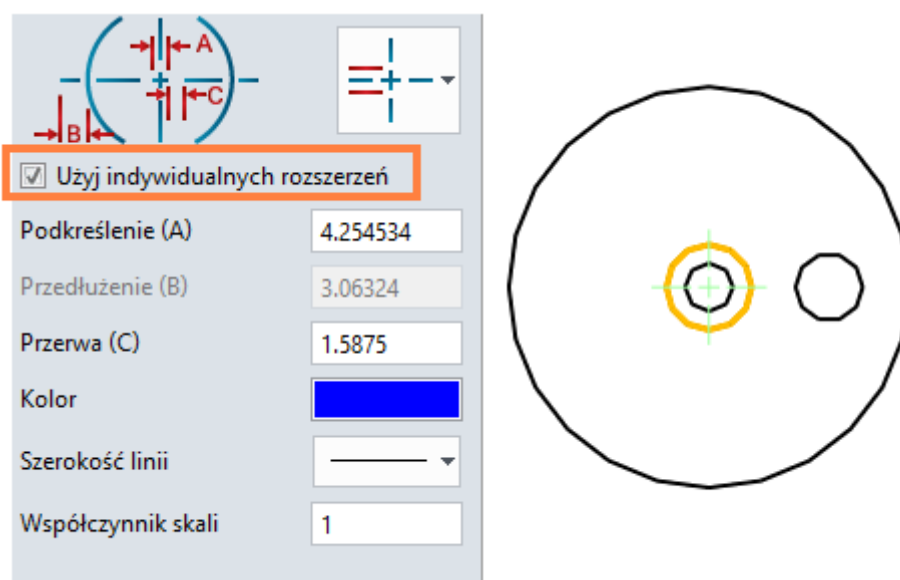 A
C
B
Użyj indywidualnych rozszerzeń
Podkreślenie (A) 4.254534
Przedłużenie (B) 3.06324
Przerwa (C) 1.5875
Kolor
Szerokość linii
Współczynnik skali 1